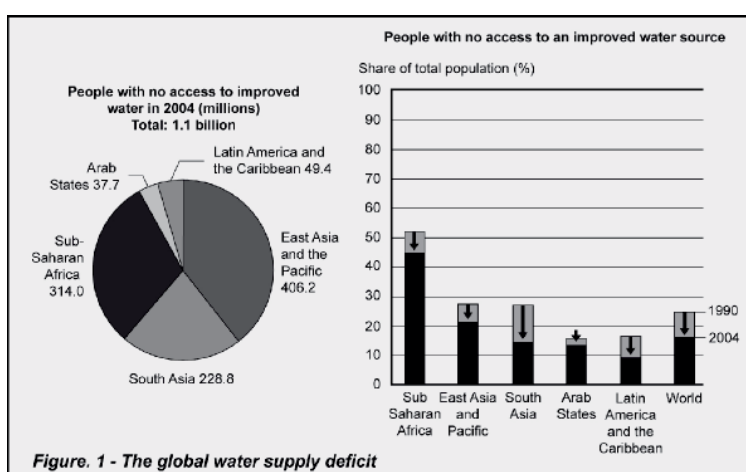 People with no access to improved
water in 2004 (millions)
Total: 1.1 billion
Latin America and
the Caribbean 49.4
Arab
States 37.7
Sub-
Saharan
Africa
314.0
East Asia
and the
Pacific
406.2
South Asia 228.8
People with no access to an improved water source
Share of total population (%)
100
90
80
70
60
50
40
30
20
10
0
1990
2004
Sub
Saharan
Africa
East Asia
and
Pacific
South
Asia
Arab
States
Latin
America
and the
Caribbean
World
Figure. 1 - The global water supply deficit